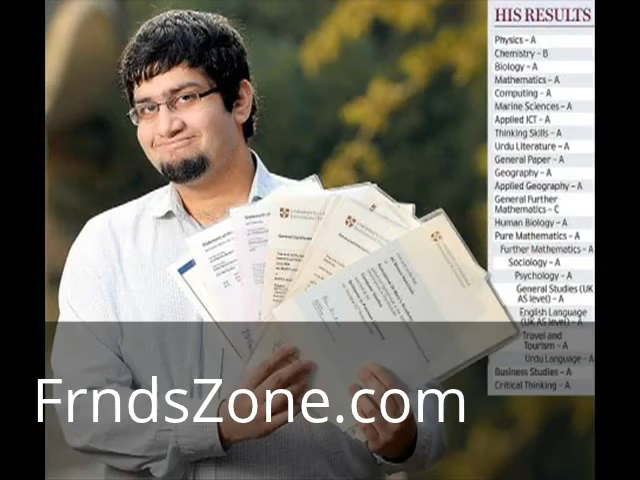 HIS RESULTS
Physics – A
Chemistry – B
Biology – A
Mathematics – A
Computing – A
Marine Sciences – A
Applied ICT – A
Thinking Skills – A
Urdu Literature – A
General Paper – A
Geography – A
Applied Geography – A
General Further
Mathematics – C
Human Biology – A
Pure Mathematics – A
Further Mathematics – A
Sociology – A
Psychology – A
General Studies (UK
AS level) – A
English Language
(UK AS level) – A
Travel and
Tourism – A
Urdu Language – A
Business Studies – A
Critical Thinking – A
FrndsZone.com